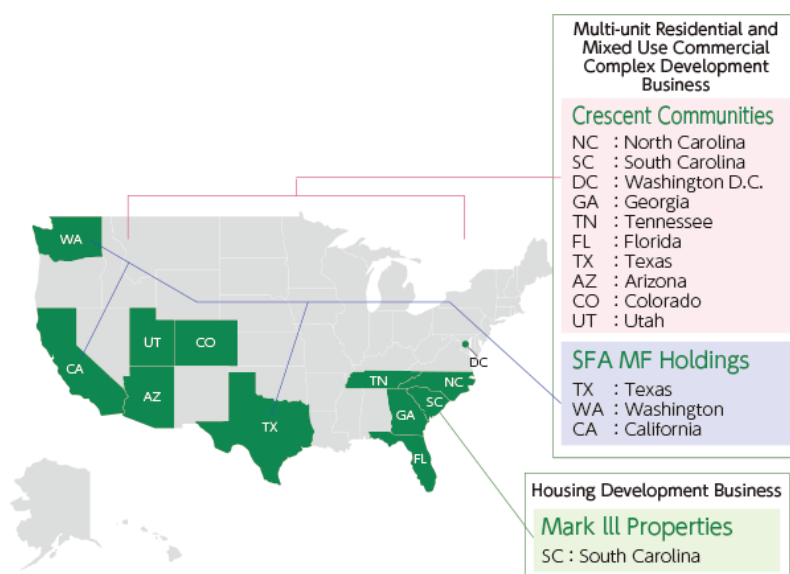 Multi-unit Residential and
Mixed Use Commercial
Complex Development
Business
Crescent Communities
NC : North Carolina
SC : South Carolina
DC : Washington D.C.
GA : Georgia
TN : Tennessee
FL : Florida
TX : Texas
AZ : Arizona
CO : Colorado
UT : Utah
SFA MF Holdings
TX : Texas
WA : Washington
CA : California
Housing Development Business
Mark lll Properties
SC : South Carolina
WA
UT
CO
CA
AZ
TX
TN
NC
SC
GA
FL
DC